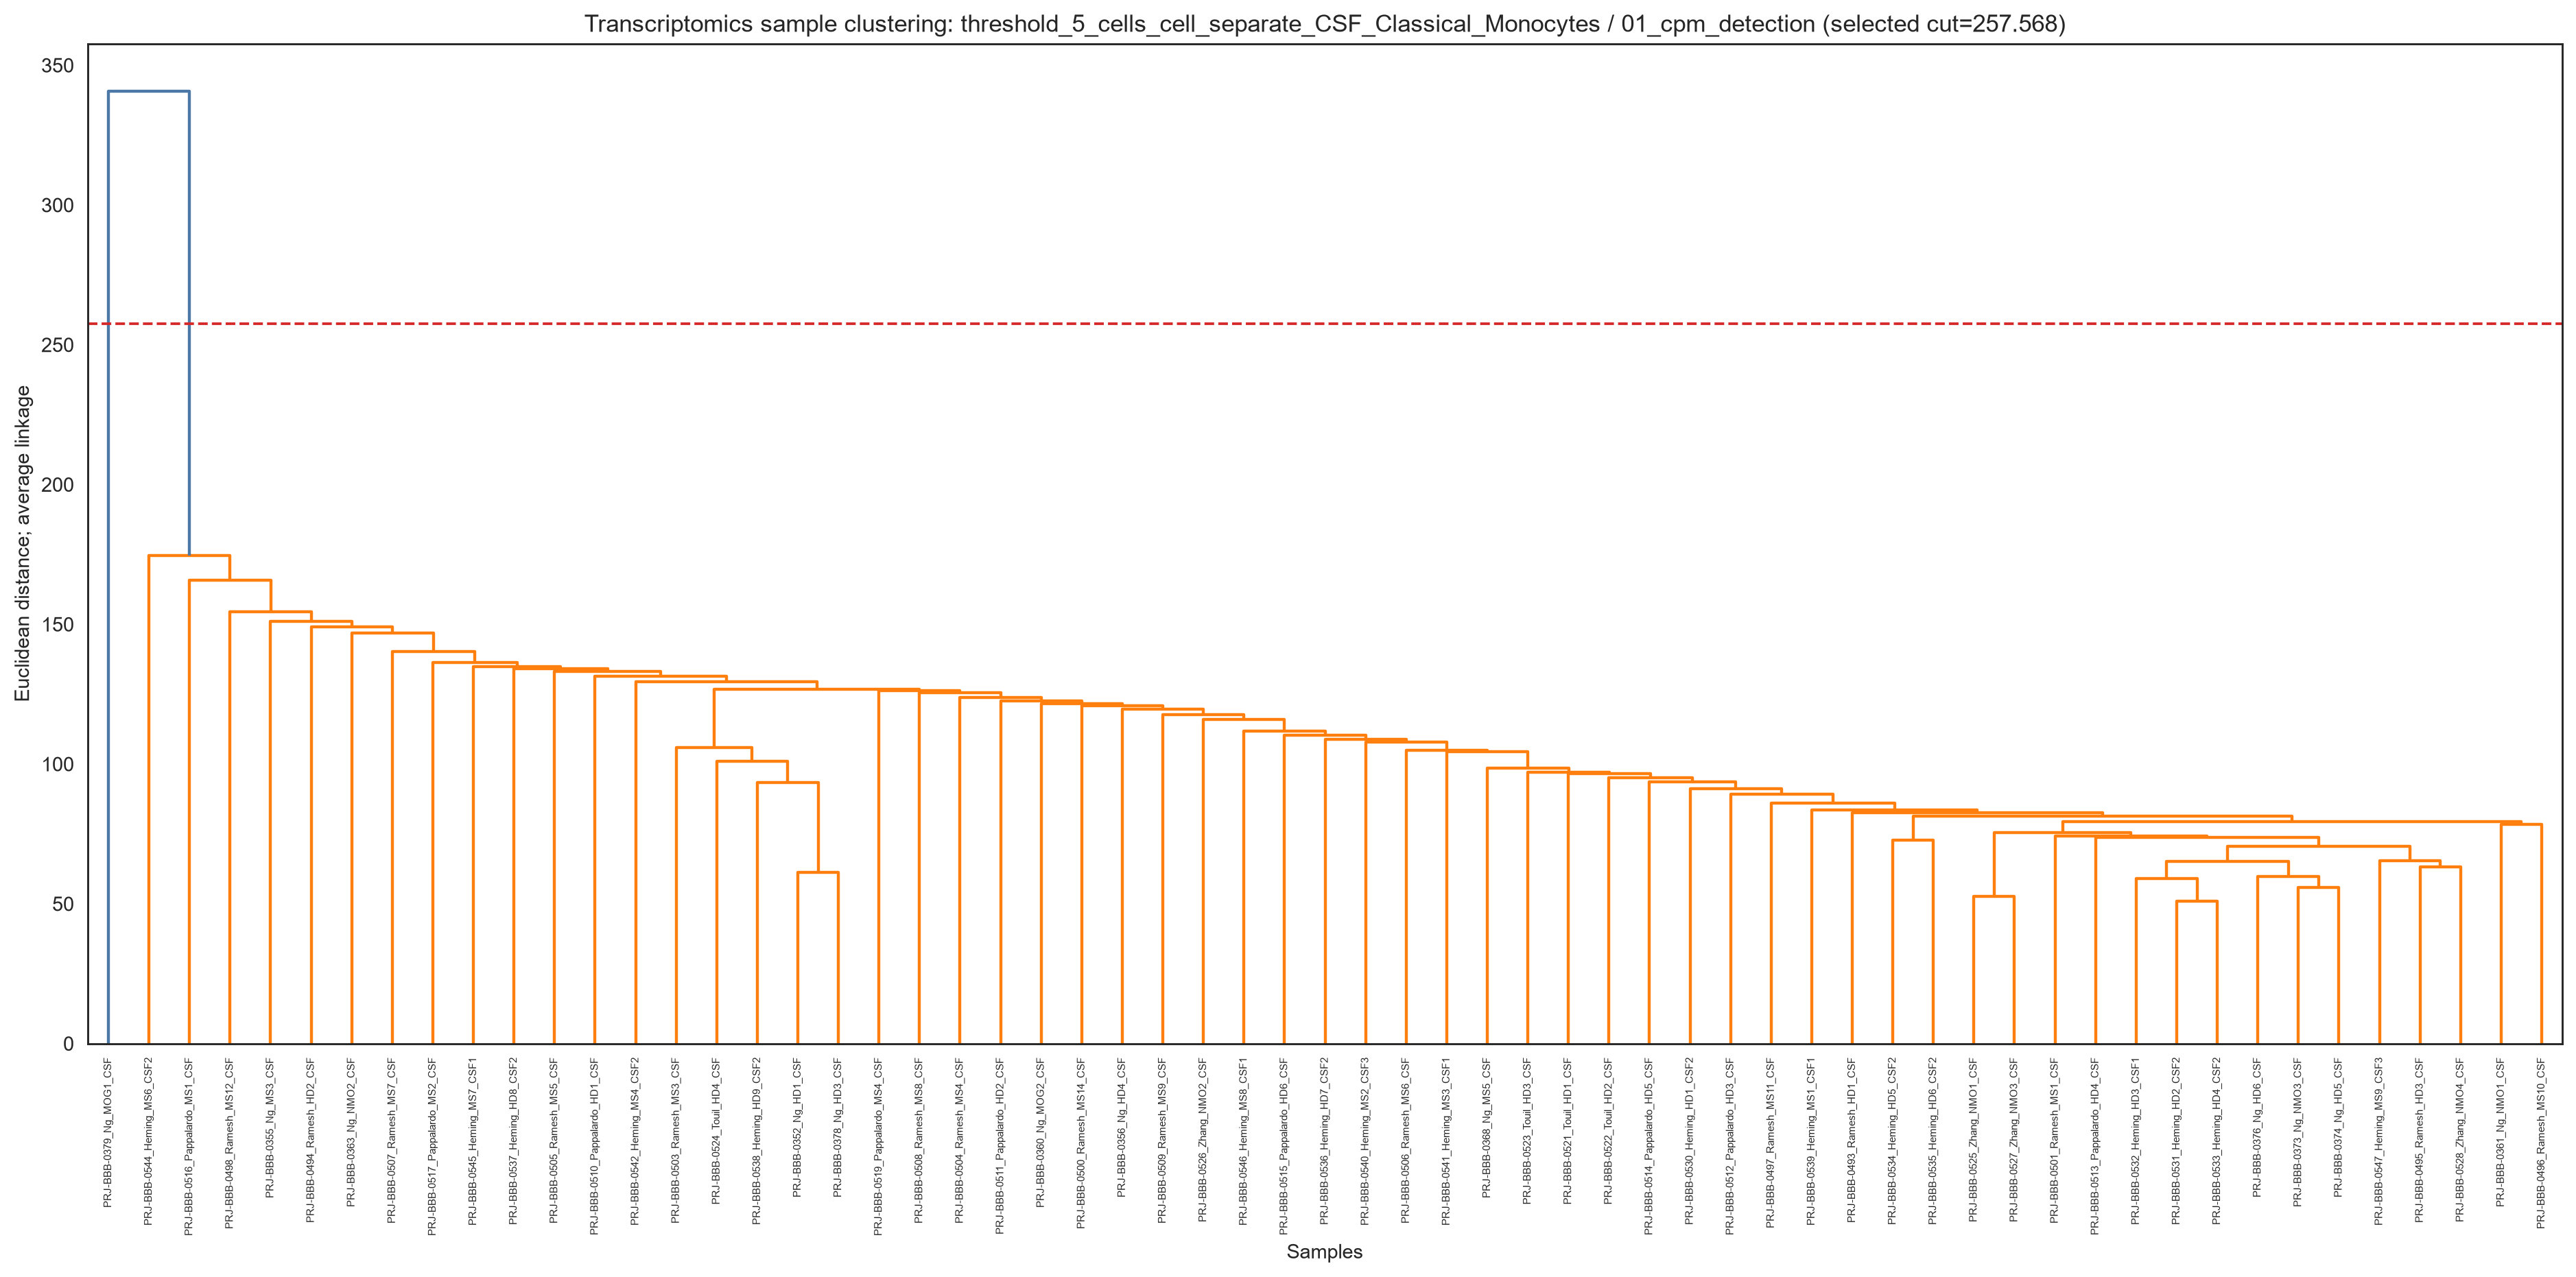 Transcriptomics sample clustering: threshold_5_cells_cell_separate_CSF_Classical_Monocytes / 01_cpm_detection (selected cut=257.568)
Euclidean distance; average linkage
350
300
250
200
150
100
50
0
PRJ-BBB-0379_Ng_MOG1_CSF
PRJ-BBB-0544_Heming_MS6_CSF2
PRJ-BBB-0516_Pappalardo_MS1_CSF
PRJ-BBB-0498_Ramesh_MS12_CSF
PRJ-BBB-0355_Ng_MS3_CSF
PRJ-BBB-0494_Ramesh_HD2_CSF
PRJ-BBB-0363_Ng_NMO2_CSF
PRJ-BBB-0507_Ramesh_MS7_CSF
PRJ-BBB-0517_Pappalardo_MS2_CSF
PRJ-BBB-0545_Heming_MS7_CSF1
PRJ-BBB-0537_Heming_HD8_CSF2
PRJ-BBB-0505_Ramesh_MS5_CSF
PRJ-BBB-0510_Pappalardo_HD1_CSF
PRJ-BBB-0542_Heming_MS4_CSF2
PRJ-BBB-0503_Ramesh_MS3_CSF
PRJ-BBB-0524_Touil_HD4_CSF
PRJ-BBB-0538_Heming_HD9_CSF2
PRJ-BBB-0352_Ng_HD1_CSF
PRJ-BBB-0378_Ng_HD3_CSF
PRJ-BBB-0519_Pappalardo_MS4_CSF
PRJ-BBB-0508_Ramesh_MS8_CSF
PRJ-BBB-0504_Ramesh_MS4_CSF
PRJ-BBB-0511_Pappalardo_HD2_CSF
PRJ-BBB-0360_Ng_MOG2_CSF
PRJ-BBB-0500_Ramesh_MS14_CSF
PRJ-BBB-0356_Ng_HD4_CSF
PRJ-BBB-0509_Ramesh_MS9_CSF
PRJ-BBB-0526_Zhang_NMO2_CSF
PRJ-BBB-0546_Heming_MS8_CSF1
PRJ-BBB-0515_Pappalardo_HD6_CSF
PRJ-BBB-0536_Heming_HD7_CSF2
PRJ-BBB-0540_Heming_MS2_CSF3
PRJ-BBB-0506_Ramesh_MS6_CSF
PRJ-BBB-0541_Heming_MS3_CSF1
PRJ-BBB-0368_Ng_MS5_CSF
PRJ-BBB-0523_Touil_HD3_CSF
PRJ-BBB-0521_Touil_HD1_CSF
PRJ-BBB-0522_Touil_HD2_CSF
PRJ-BBB-0514_Pappalardo_HD5_CSF
PRJ-BBB-0530_Heming_HD1_CSF2
PRJ-BBB-0512_Pappalardo_HD3_CSF
PRJ-BBB-0497_Ramesh_MS11_CSF
PRJ-BBB-0539_Heming_MS1_CSF1
PRJ-BBB-0493_Ramesh_HD1_CSF
PRJ-BBB-0534_Heming_HD5_CSF2
PRJ-BBB-0535_Heming_HD6_CSF2
PRJ-BBB-0525_Zhang_NMO1_CSF
PRJ-BBB-0527_Zhang_NMO3_CSF
PRJ-BBB-0501_Ramesh_MS1_CSF
PRJ-BBB-0513_Pappalardo_HD4_CSF
PRJ-BBB-0532_Heming_HD3_CSF1
PRJ-BBB-0531_Heming_HD2_CSF2
PRJ-BBB-0533_Heming_HD4_CSF2
PRJ-BBB-0376_Ng_HD6_CSF
PRJ-BBB-0373_Ng_NMO3_CSF
PRJ-BBB-0374_Ng_HD5_CSF
PRJ-BBB-0547_Heming_MS9_CSF3
PRJ-BBB-0495_Ramesh_HD3_CSF
PRJ-BBB-0528_Zhang_NMO4_CSF
PRJ-BBB-0361_Ng_NMO1_CSF
PRJ-BBB-0496_Ramesh_MS10_CSF
Samples